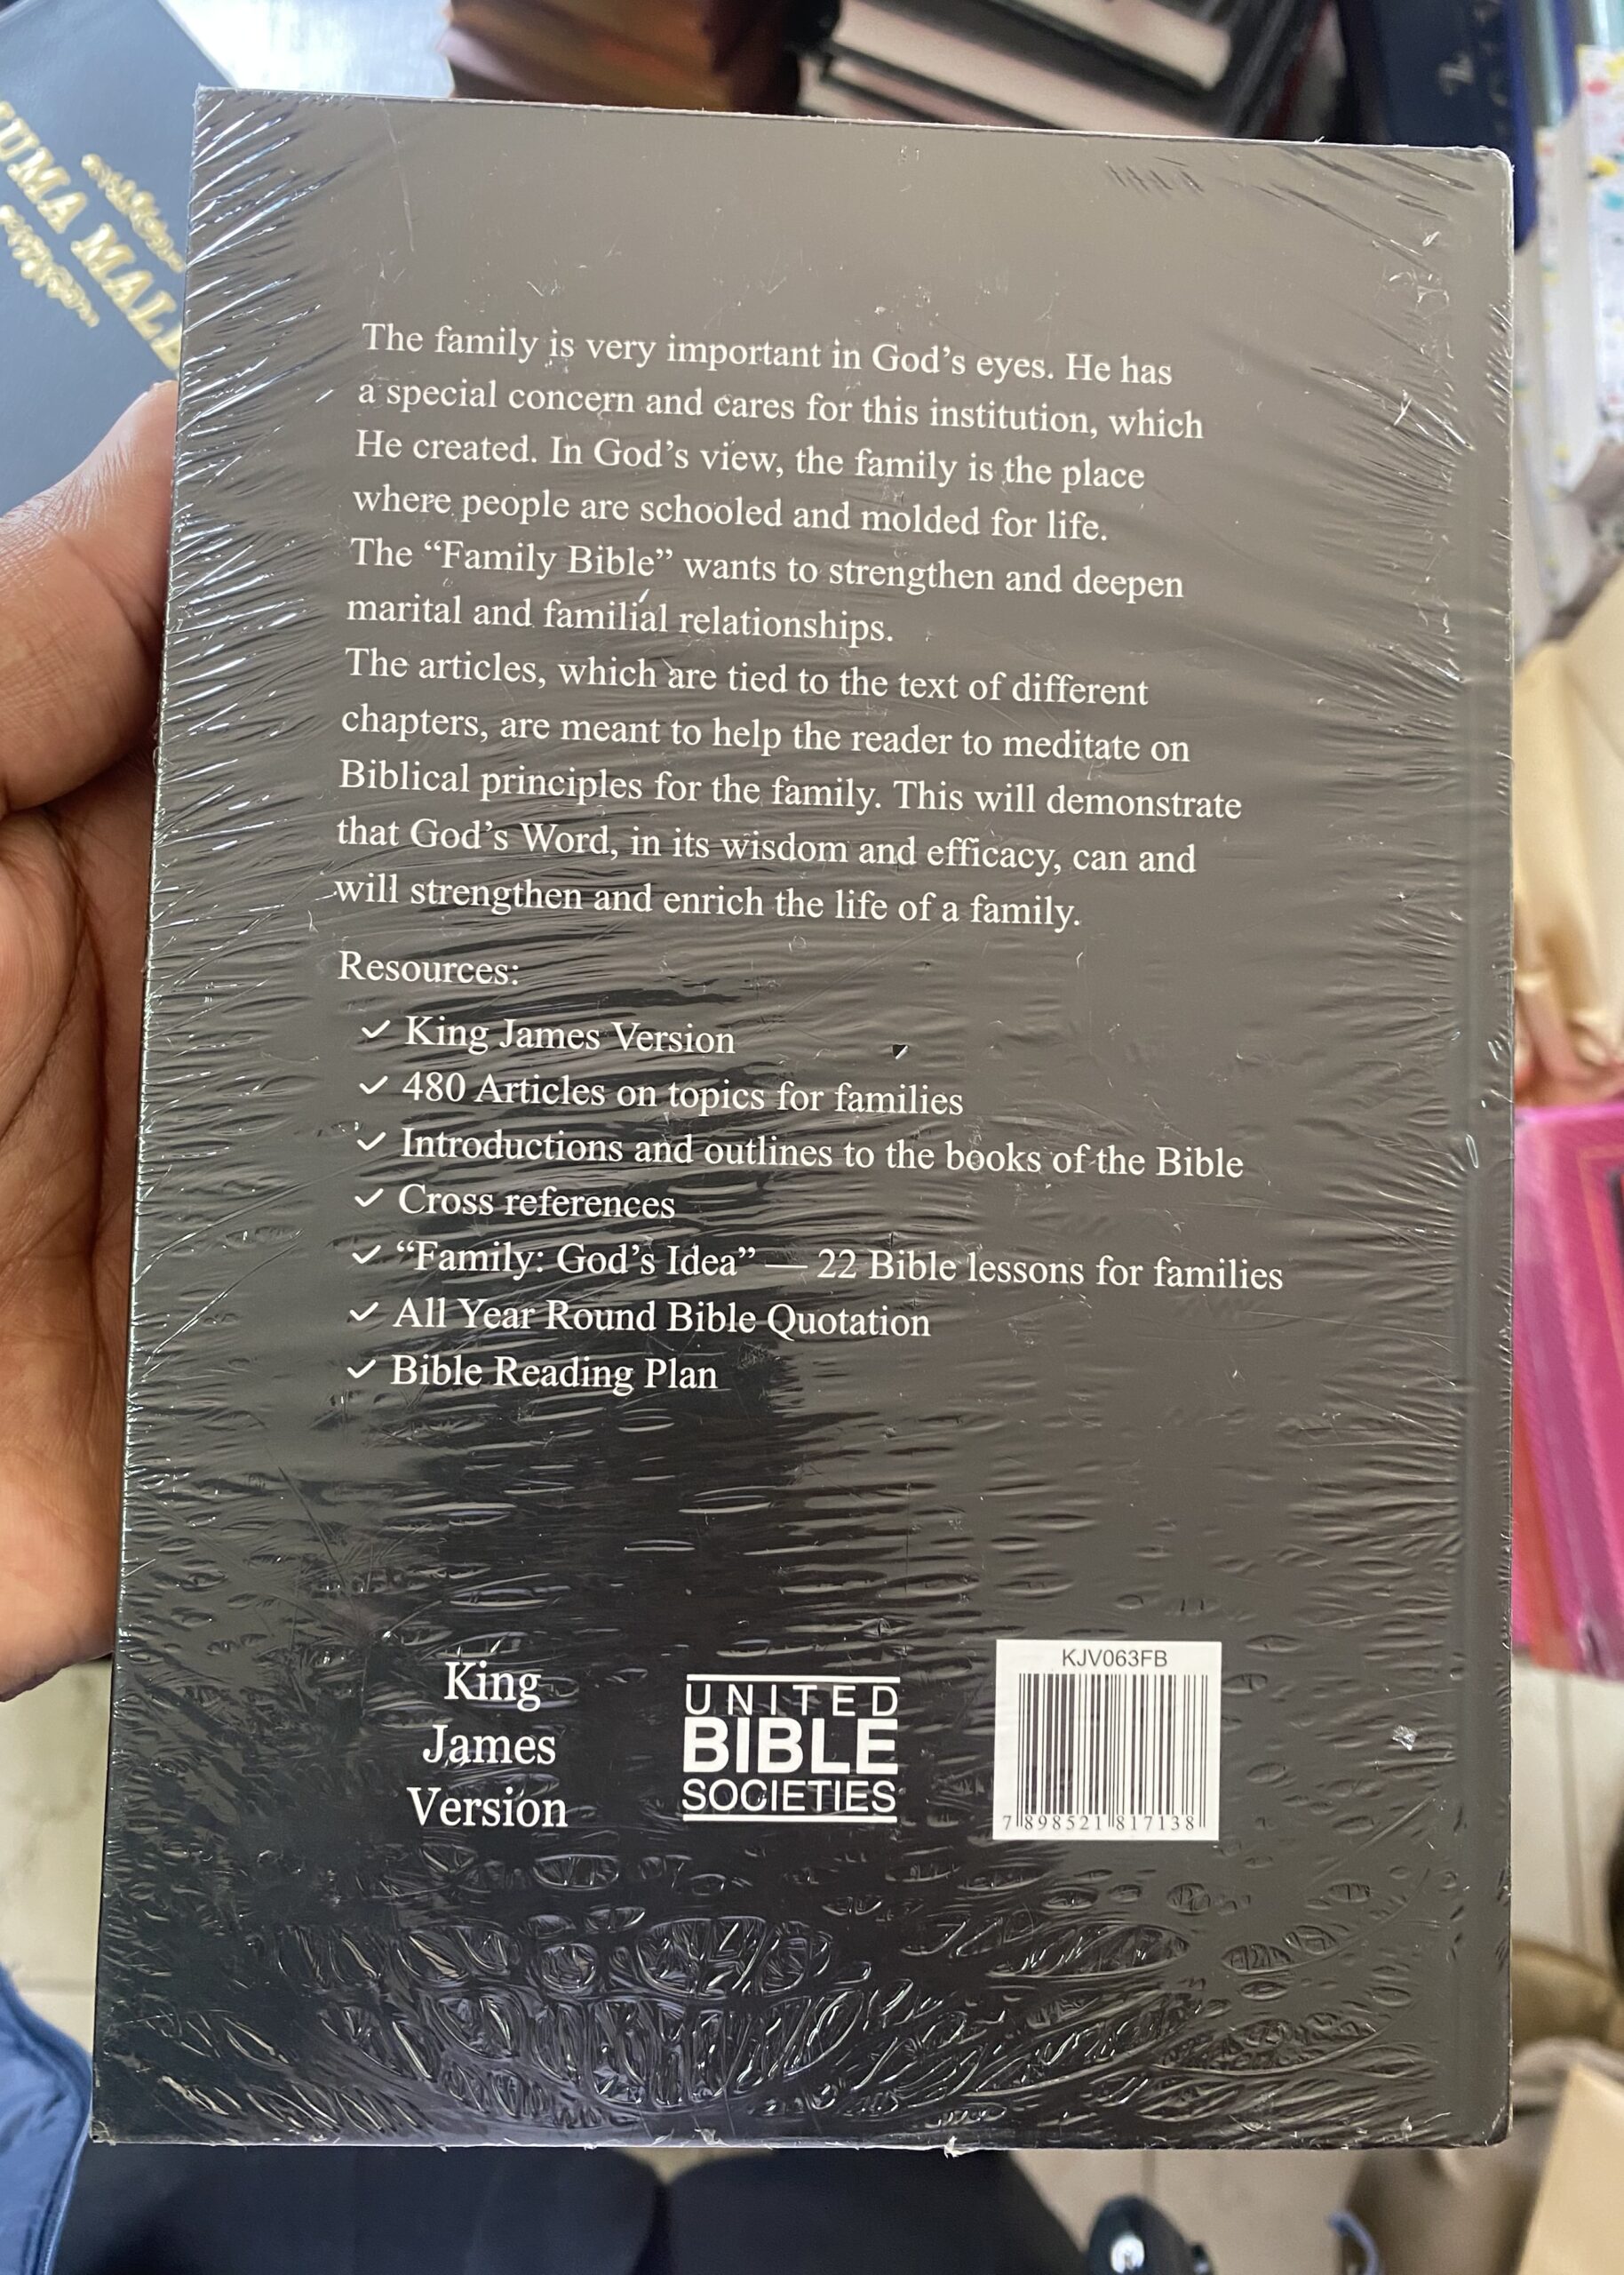 The family is very important in God's eyes. He has
a special concern and cares for this institution, which
He created. In God's view, the family is the place
where people are schooled and molded for life.
The “Family Bible” wants to strengthen and deepen
marital and familial relationships.
The articles, which are tied to the text of different
chapters, are meant to help the reader to meditate on
Biblical principles for the family. This will demonstrate
that God's Word, in its wisdom and efficacy, can and
will strengthen and enrich the life of a family.
Resources:
✓ King James Version
✓ 480 Articles on topics for families
✓ Introductions and outlines to the books of the Bible
✓ Cross references
✓ “Family: God's Idea” — 22 Bible lessons for families
✓ All Year Round Bible Quotation
✓ Bible Reading Plan
King
James
Version
UNITED
BIBLE
SOCIETIES
KJV063FB
7 898521 817138